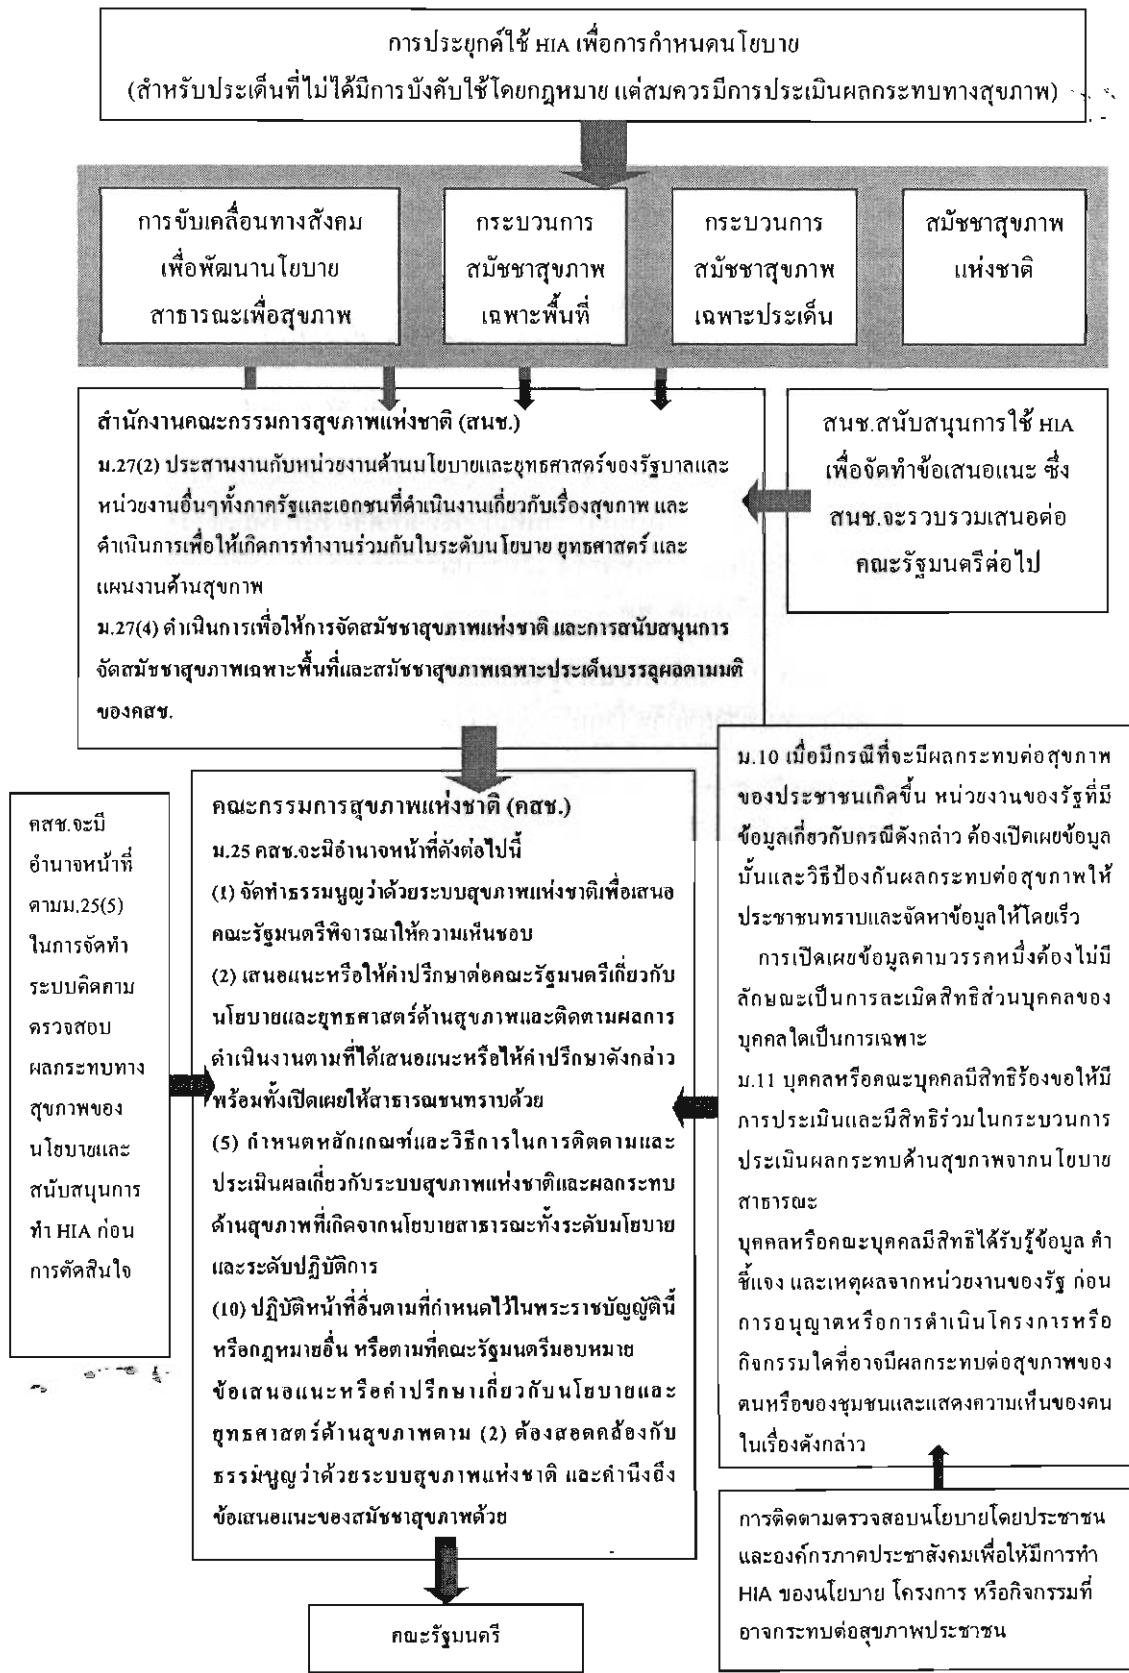 การประยุกต์ใช้ HIA เพื่อการกำหนดนโยบาย
(สำหรับประเด็นที่ไม่ได้มีการบังคับใช้โดยกฎหมาย แต่สมควรมีการประเมินผลกระทบทางสุขภาพ)
การขับเคลื่อนทางสังคม
เพื่อพัฒนานโยบาย
สาธารณะเพื่อสุขภาพ
กระบวนการ
สมัชชาสุขภาพ
เฉพาะพื้นที่
กระบวนการ
สมัชชาสุขภาพ
เฉพาะประเด็น
สมัชชาสุขภาพ
แห่งชาติ
สำนักงานคณะกรรมการสุขภาพแห่งชาติ (สนช.)
ม.27(2) ประสานงานกับหน่วยงานด้านนโยบายและยุทธศาสตร์ของรัฐบาลและ
หน่วยงานอื่นๆทั้งภาครัฐและเอกชนที่ดำเนินงานเกี่ยวกับเรื่องสุขภาพ และ
ดำเนินการเพื่อให้เกิดการทำงานร่วมกันในระดับนโยบาย ยุทธศาสตร์ และ
แผนงานด้านสุขภาพ
ม.27(4) ดำเนินการเพื่อให้การจัดสมัชชาสุขภาพแห่งชาติ และการสนับสนุนการ
จัดสมัชชาสุขภาพเฉพาะพื้นที่และสมัชชาสุขภาพเฉพาะประเด็นบรรลุผลตามมติ
ของคสช.
สนช.สนับสนุนการใช้ HIA
เพื่อจัดทำข้อเสนอแนะ ซึ่ง
สนช.จะรวบรวมเสนอต่อ
คณะรัฐมนตรีต่อไป
คสช.จะมี
อำนาจหน้าที่
ตามม.25(5)
ในการจัดทำ
ระบบติดตาม
ตรวจสอบ
ผลกระทบทาง
สุขภาพของ
นโยบายและ
สนับสนุนการ
ทำ HIA ก่อน
การตัดสินใจ
คณะกรรมการสุขภาพแห่งชาติ (คสช.)
ม.25 คสช.จะมีอำนาจหน้าที่ดังต่อไปนี้
(1) จัดทำธรรมนูญว่าด้วยระบบสุขภาพแห่งชาติเพื่อเสนอ
คณะรัฐมนตรีพิจารณาให้ความเห็นชอบ
(2) เสนอแนะหรือให้คำปรึกษาต่อคณะรัฐมนตรีเกี่ยวกับ
นโยบายและยุทธศาสตร์ด้านสุขภาพและติดตามผลการ
ดำเนินงานตามที่ได้เสนอแนะหรือให้คำปรึกษาดังกล่าว
พร้อมทั้งเปิดเผยให้สาธารณชนทราบด้วย
(5) กำหนดหลักเกณฑ์และวิธีการในการติดตามและ
ประเมินผลเกี่ยวกับระบบสุขภาพแห่งชาติและผลกระทบ
ด้านสุขภาพที่เกิดจากนโยบายสาธารณะทั้งระดับนโยบาย
และระดับปฏิบัติการ
(10) ปฏิบัติหน้าที่อื่นตามที่กำหนดไว้ในพระราชบัญญัตินี้
หรือกฎหมายอื่น หรือตามที่คณะรัฐมนตรีมอบหมาย
ข้อเสนอแนะหรือคำปรึกษาเกี่ยวกับนโยบายและ
ยุทธศาสตร์ด้านสุขภาพตาม (2) ต้องสอดคล้องกับ
ธรรมนูญว่าด้วยระบบสุขภาพแห่งชาติ และคำนึงถึง
ข้อเสนอแนะของสมัชชาสุขภาพด้วย
ม.10 เมื่อมีกรณีที่จะมีผลกระทบต่อสุขภาพ
ของประชาชนเกิดขึ้น หน่วยงานของรัฐที่มี
ข้อมูลเกี่ยวกับกรณีดังกล่าว ต้องเปิดเผยข้อมูล
นั้นและวิธีป้องกันผลกระทบต่อสุขภาพให้
ประชาชนทราบและจัดหาข้อมูลให้โดยเร็ว
การเปิดเผยข้อมูลตามวรรคหนึ่งต้องไม่มี
ลักษณะเป็นการละเมิดสิทธิส่วนบุคคลของ
บุคคลใดเป็นการเฉพาะ
ม.11 บุคคลหรือคณะบุคคลมีสิทธิร้องขอให้มี
การประเมินและมีสิทธิร่วมในกระบวนการ
ประเมินผลกระทบด้านสุขภาพจากนโยบาย
สาธารณะ
บุคคลหรือคณะบุคคลมีสิทธิได้รับรู้ข้อมูล คำ
ชี้แจง และเหตุผลจากหน่วยงานของรัฐ ก่อน
การอนุญาตหรือการดำเนินโครงการหรือ
กิจกรรมใดที่อาจมีผลกระทบต่อสุขภาพของ
ตนหรือของชุมชนและแสดงความเห็นของตน
ในเรื่องดังกล่าว
การติดตามตรวจสอบนโยบายโดยประชาชน
และองค์กรภาคประชาสังคมเพื่อให้มีการทำ
HIA ของนโยบาย โครงการ หรือกิจกรรมที่
อาจกระทบต่อสุขภาพประชาชน
คณะรัฐมนตรี